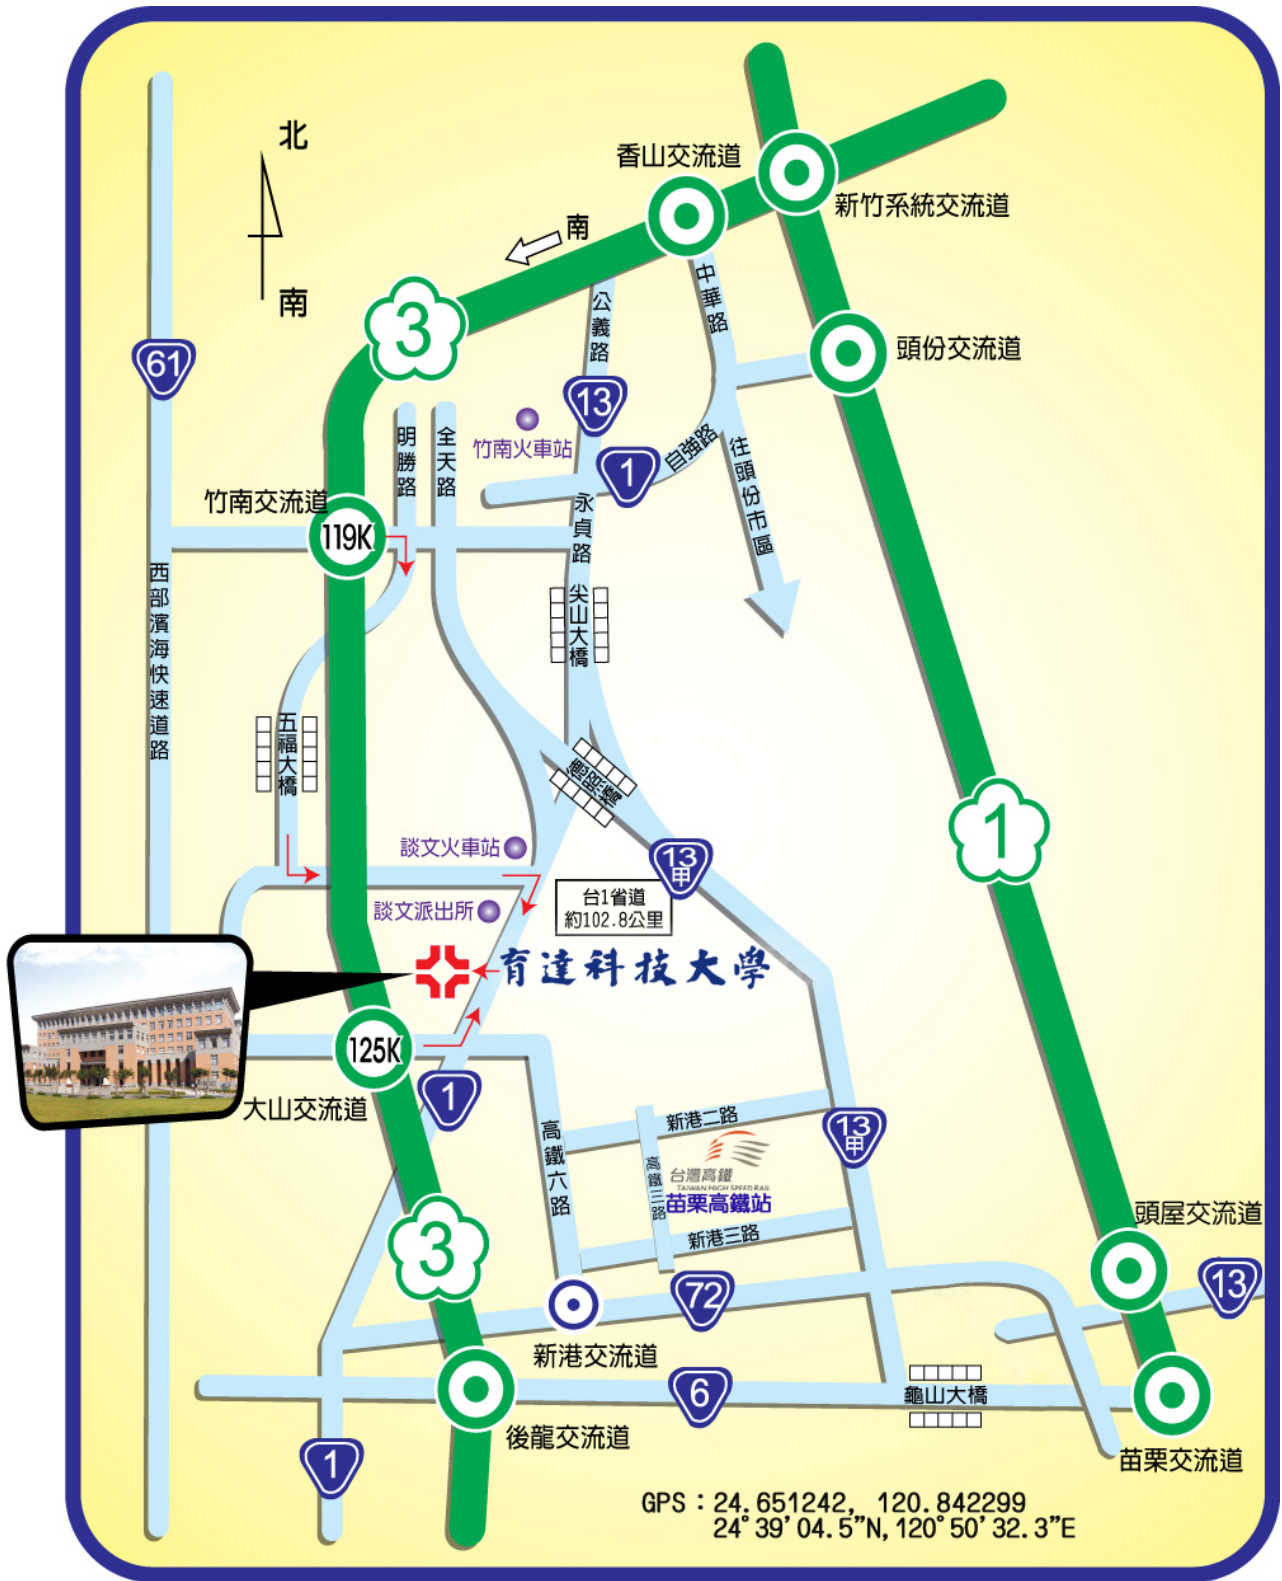 北
南
南
香山交流道
新竹系統交流道
中華路
公義路
3
61
13
頭份交流道
竹南火車站
明勝路
全天路
1
自強路
往頭份市區
竹南交流道
119K
永貞路
西部濱海快速道路
尖山大橋
五福大橋
德照橋
1
談文火車站
13
甲
談文派出所
台1省道
約102.8公里
育達科技大學
125K
大山交流道
1
高鐵六路
新港二路
13
甲
高鐵三路
台灣高鐵
TAIWAN HIGH SPEED RAIL
苗栗高鐵站
新港三路
3
頭屋交流道
13
72
新港交流道
6
龜山大橋
後龍交流道
苗栗交流道
1
GPS：24.651242, 120.842299
24°39'04.5"N,120°50'32.3"E